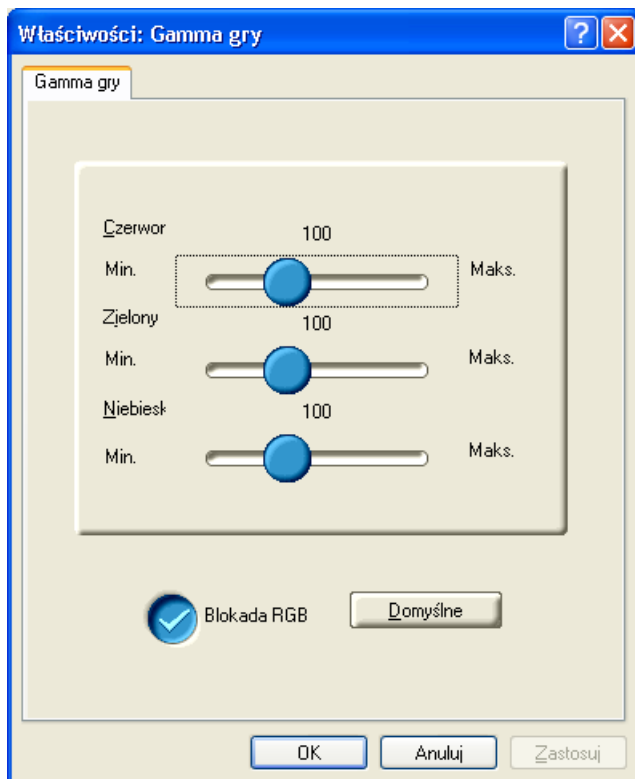 Właściwości: Gamma gry
Gamma gry
Czerwor
100
Min.
Maks.
Zielony
100
Min.
Maks.
Niebiesk
100
Min.
Maks.
Blokada RGB
Domyślne
OK
Anuluj
Zastosuj